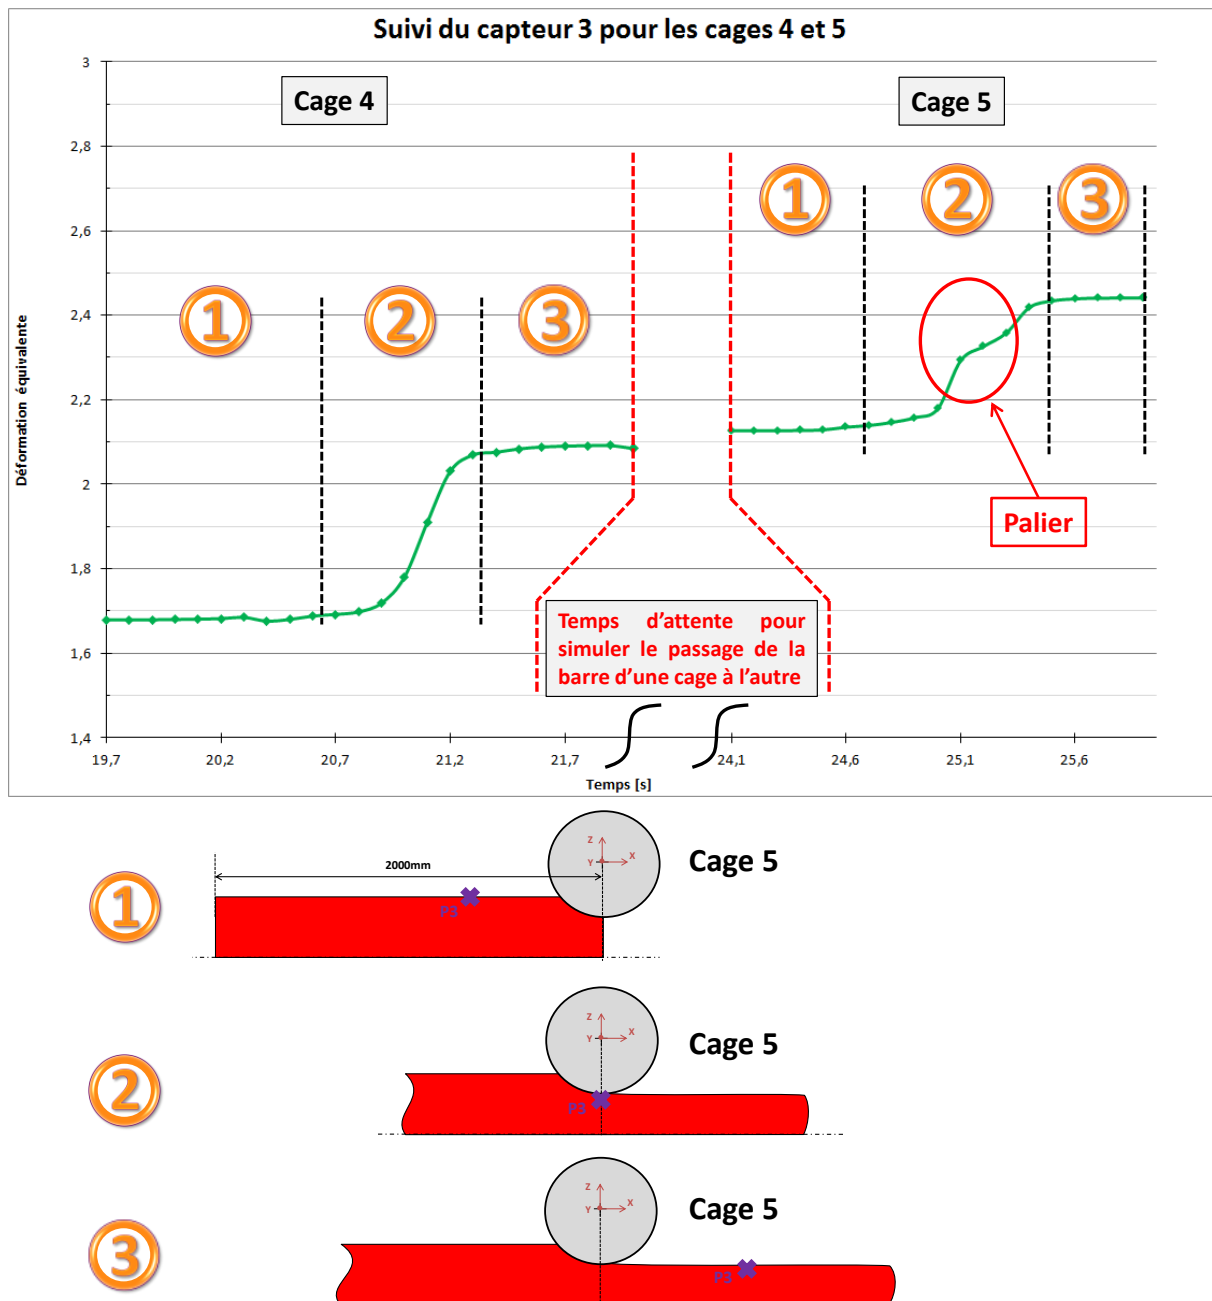 Suivi du capteur 3 pour les cages 4 et 5
3
2,8
2,6
2,4
2,2
2
1,8
1,6
1,4
Déformation équivalente
Cage 4
Cage 5
1
2
3
1
2
3
Palier
Temps d'attente pour
simuler le passage de la
barre d'une cage à l'autre
19,7
20,2
20,7
21,2
21,7
24,1
24,6
25,1
25,6
Temps [s]
1
2000mm
P3
Z
Y
X
Cage 5
2
P3
Z
Y
X
Cage 5
3
P3
Z
Y
X
Cage 5